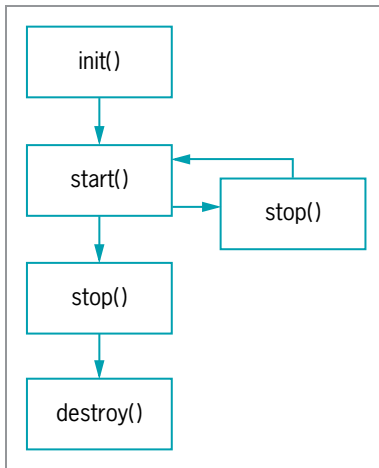 init()
start()
stop()
stop()
destroy()